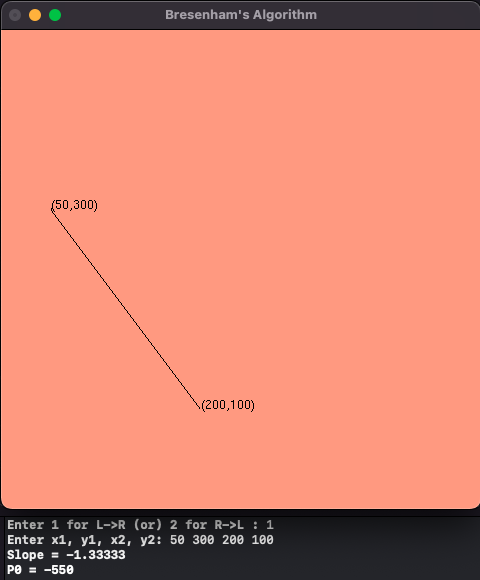 Bresenham's Algorithm
(50,300)
(200,100)
Enter 1 for L->R (or) 2 for R->L : 1
Enter x1, y1, x2, y2: 50 300 200 100
Slope = -1.33333
P0 = -550